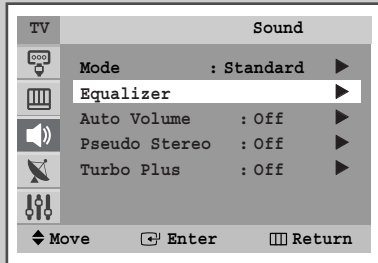 TV Sound
Mode : Standard
Equalizer
Auto Volume : Off
Pseudo Stereo : Off
Turbo Plus : Off
Move Enter Return